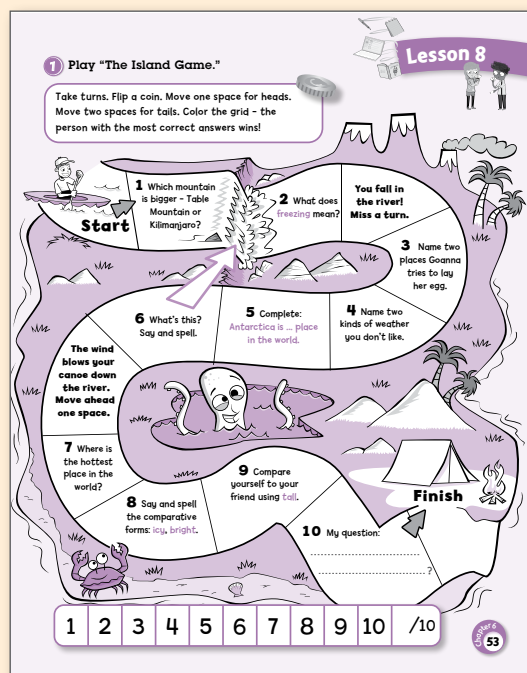 Lesson 8
1 Play "The Island Game."
Take turns. Flip a coin. Move one space for heads.
Move two spaces for tails. Color the grid – the
person with the most correct answers wins!
Start
1 Which mountain
is bigger – Table
Mountain or
Kilimanjaro?
2 What does
freezing mean?
You fall in
the river!
Miss a turn.
3 Name two
places Goanna
tries to lay
her egg.
4 Name two
kinds of weather
you don't like.
5 Complete:
Antarctica is ... place
in the world.
6 What's this?
Say and spell.
The wind
blows your
canoe down
the river.
Move ahead
one space.
7 Where is
the hottest
place in the
world?
8 Say and spell
the comparative
forms: icy, bright.
9 Compare
yourself to your
friend using tall.
10 My question:
?
Finish
1 2 3 4 5 6 7 8 9 10 /10
Chapter 6
53